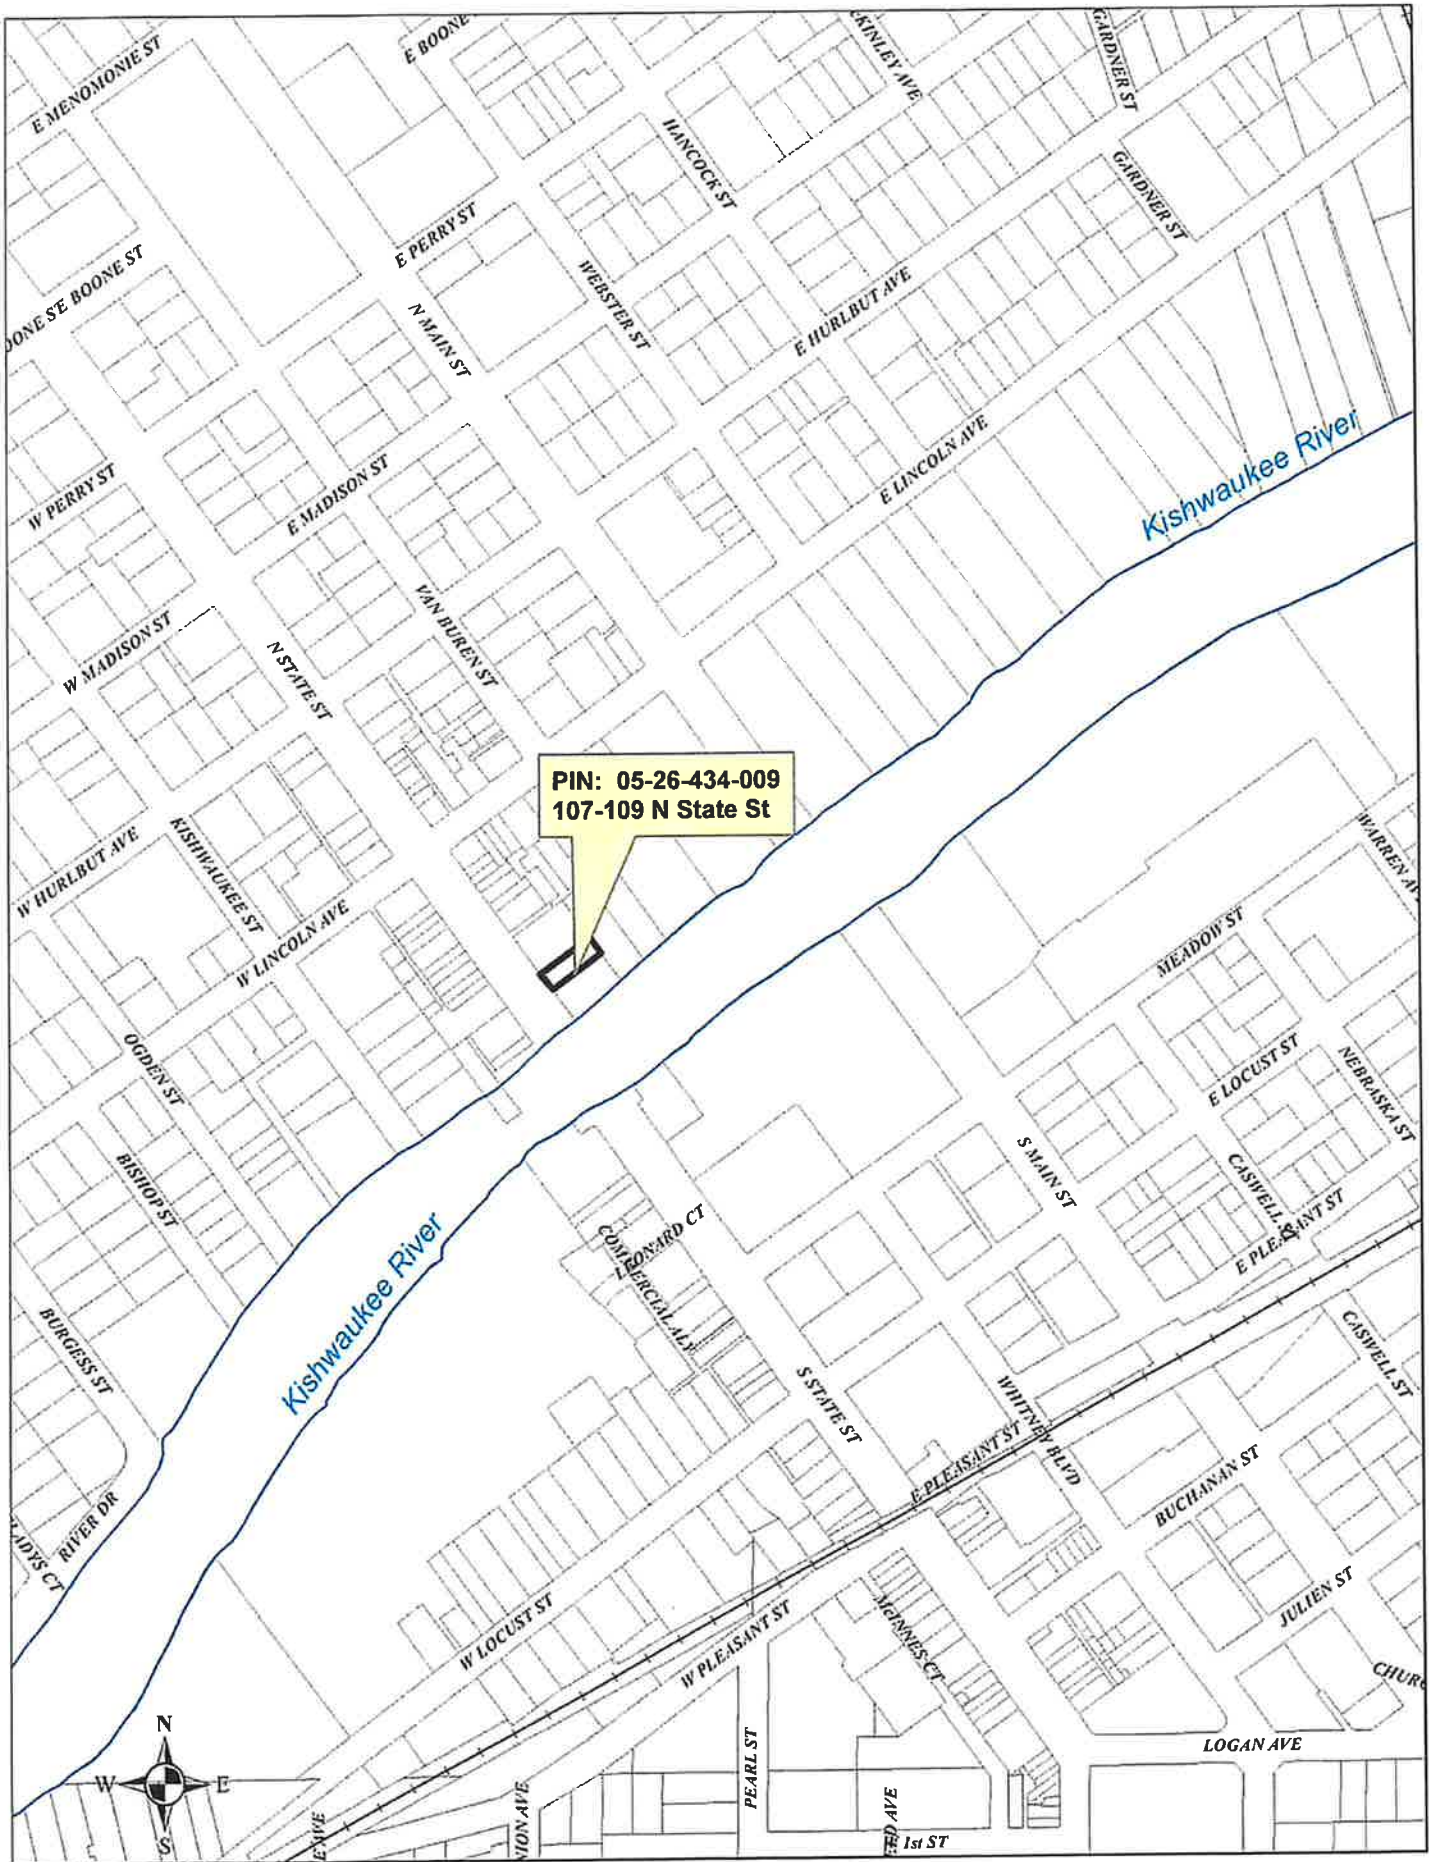 E MENOMONIE ST
E BOONE
GARDNER ST
HANCOCK ST
GARDNER ST
E PERRY ST
WEBSTER ST
N MAIN ST
E HURLBUT AVE
E BOONE ST
E LINCOLN AVE
Kishwaukee River
W PERRY ST
E MADISON ST
VAN BUREN ST
W MADISON ST
N STATE ST
PIN: 05-26-434-009
107-109 N State St
W HURLBUT AVE
KISHWAUKEE ST
W LINCOLN AVE
WARREN AV
MEADOW ST
OGDEN ST
E LOCUST ST
NEBRASKA ST
BISHOP ST
S MAIN ST
CASWELL
E PLEASANT ST
LEONARD CT
COMMERCIAL ALY
Kishwaukee River
BURGESS ST
CASWELL ST
S STATE ST
WHITNEY BLVD
E PLEASANT ST
BUCHANAN ST
RIVER DR
ADYS CT
W LOCUST ST
W PLEASANT ST
McINNES CT
JULIEN ST
CHURC
N
W E
S
PEARL ST
LOGAN AVE
E 1st ST